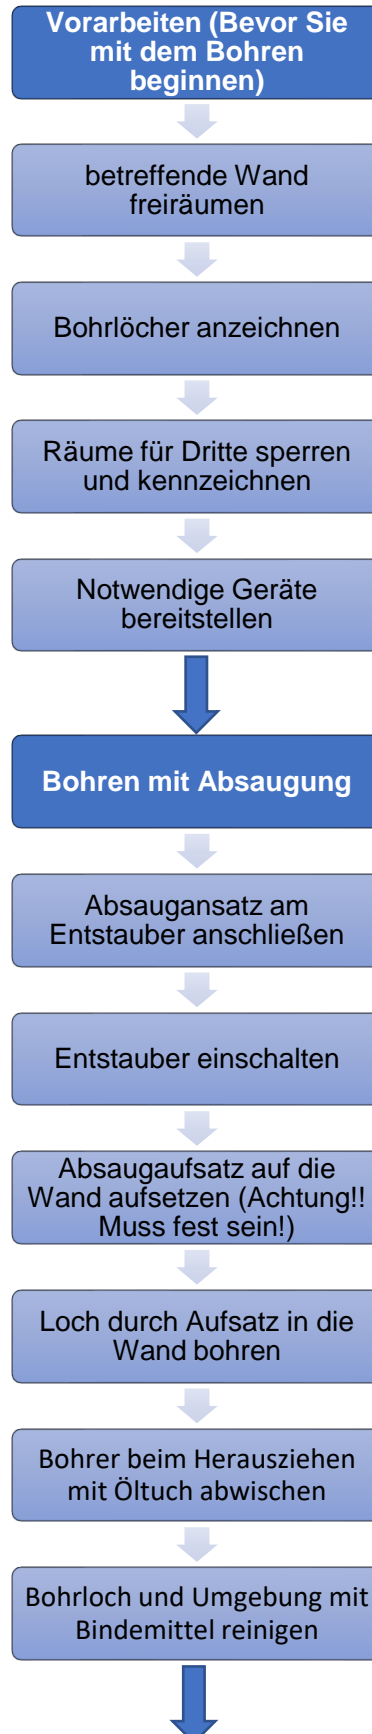 Vorarbeiten (Bevor Sie
mit dem Bohren
beginnen)
betreffende Wand
freiräumen
Bohrlöcher anzeichnen
Räume für Dritte sperren
und kennzeichnen
Notwendige Geräte
bereitstellen
Bohren mit Absaugung
Absaugansatz am
Entstauber anschließen
Entstauber einschalten
Absaugaufsatz auf die
Wand aufsetzen (Achtung!!
Muss fest sein!)
Loch durch Aufsatz in die
Wand bohren
Bohrer beim Herausziehen
mit Öltuch abwischen
Bohrloch und Umgebung mit
Bindemittel reinigen